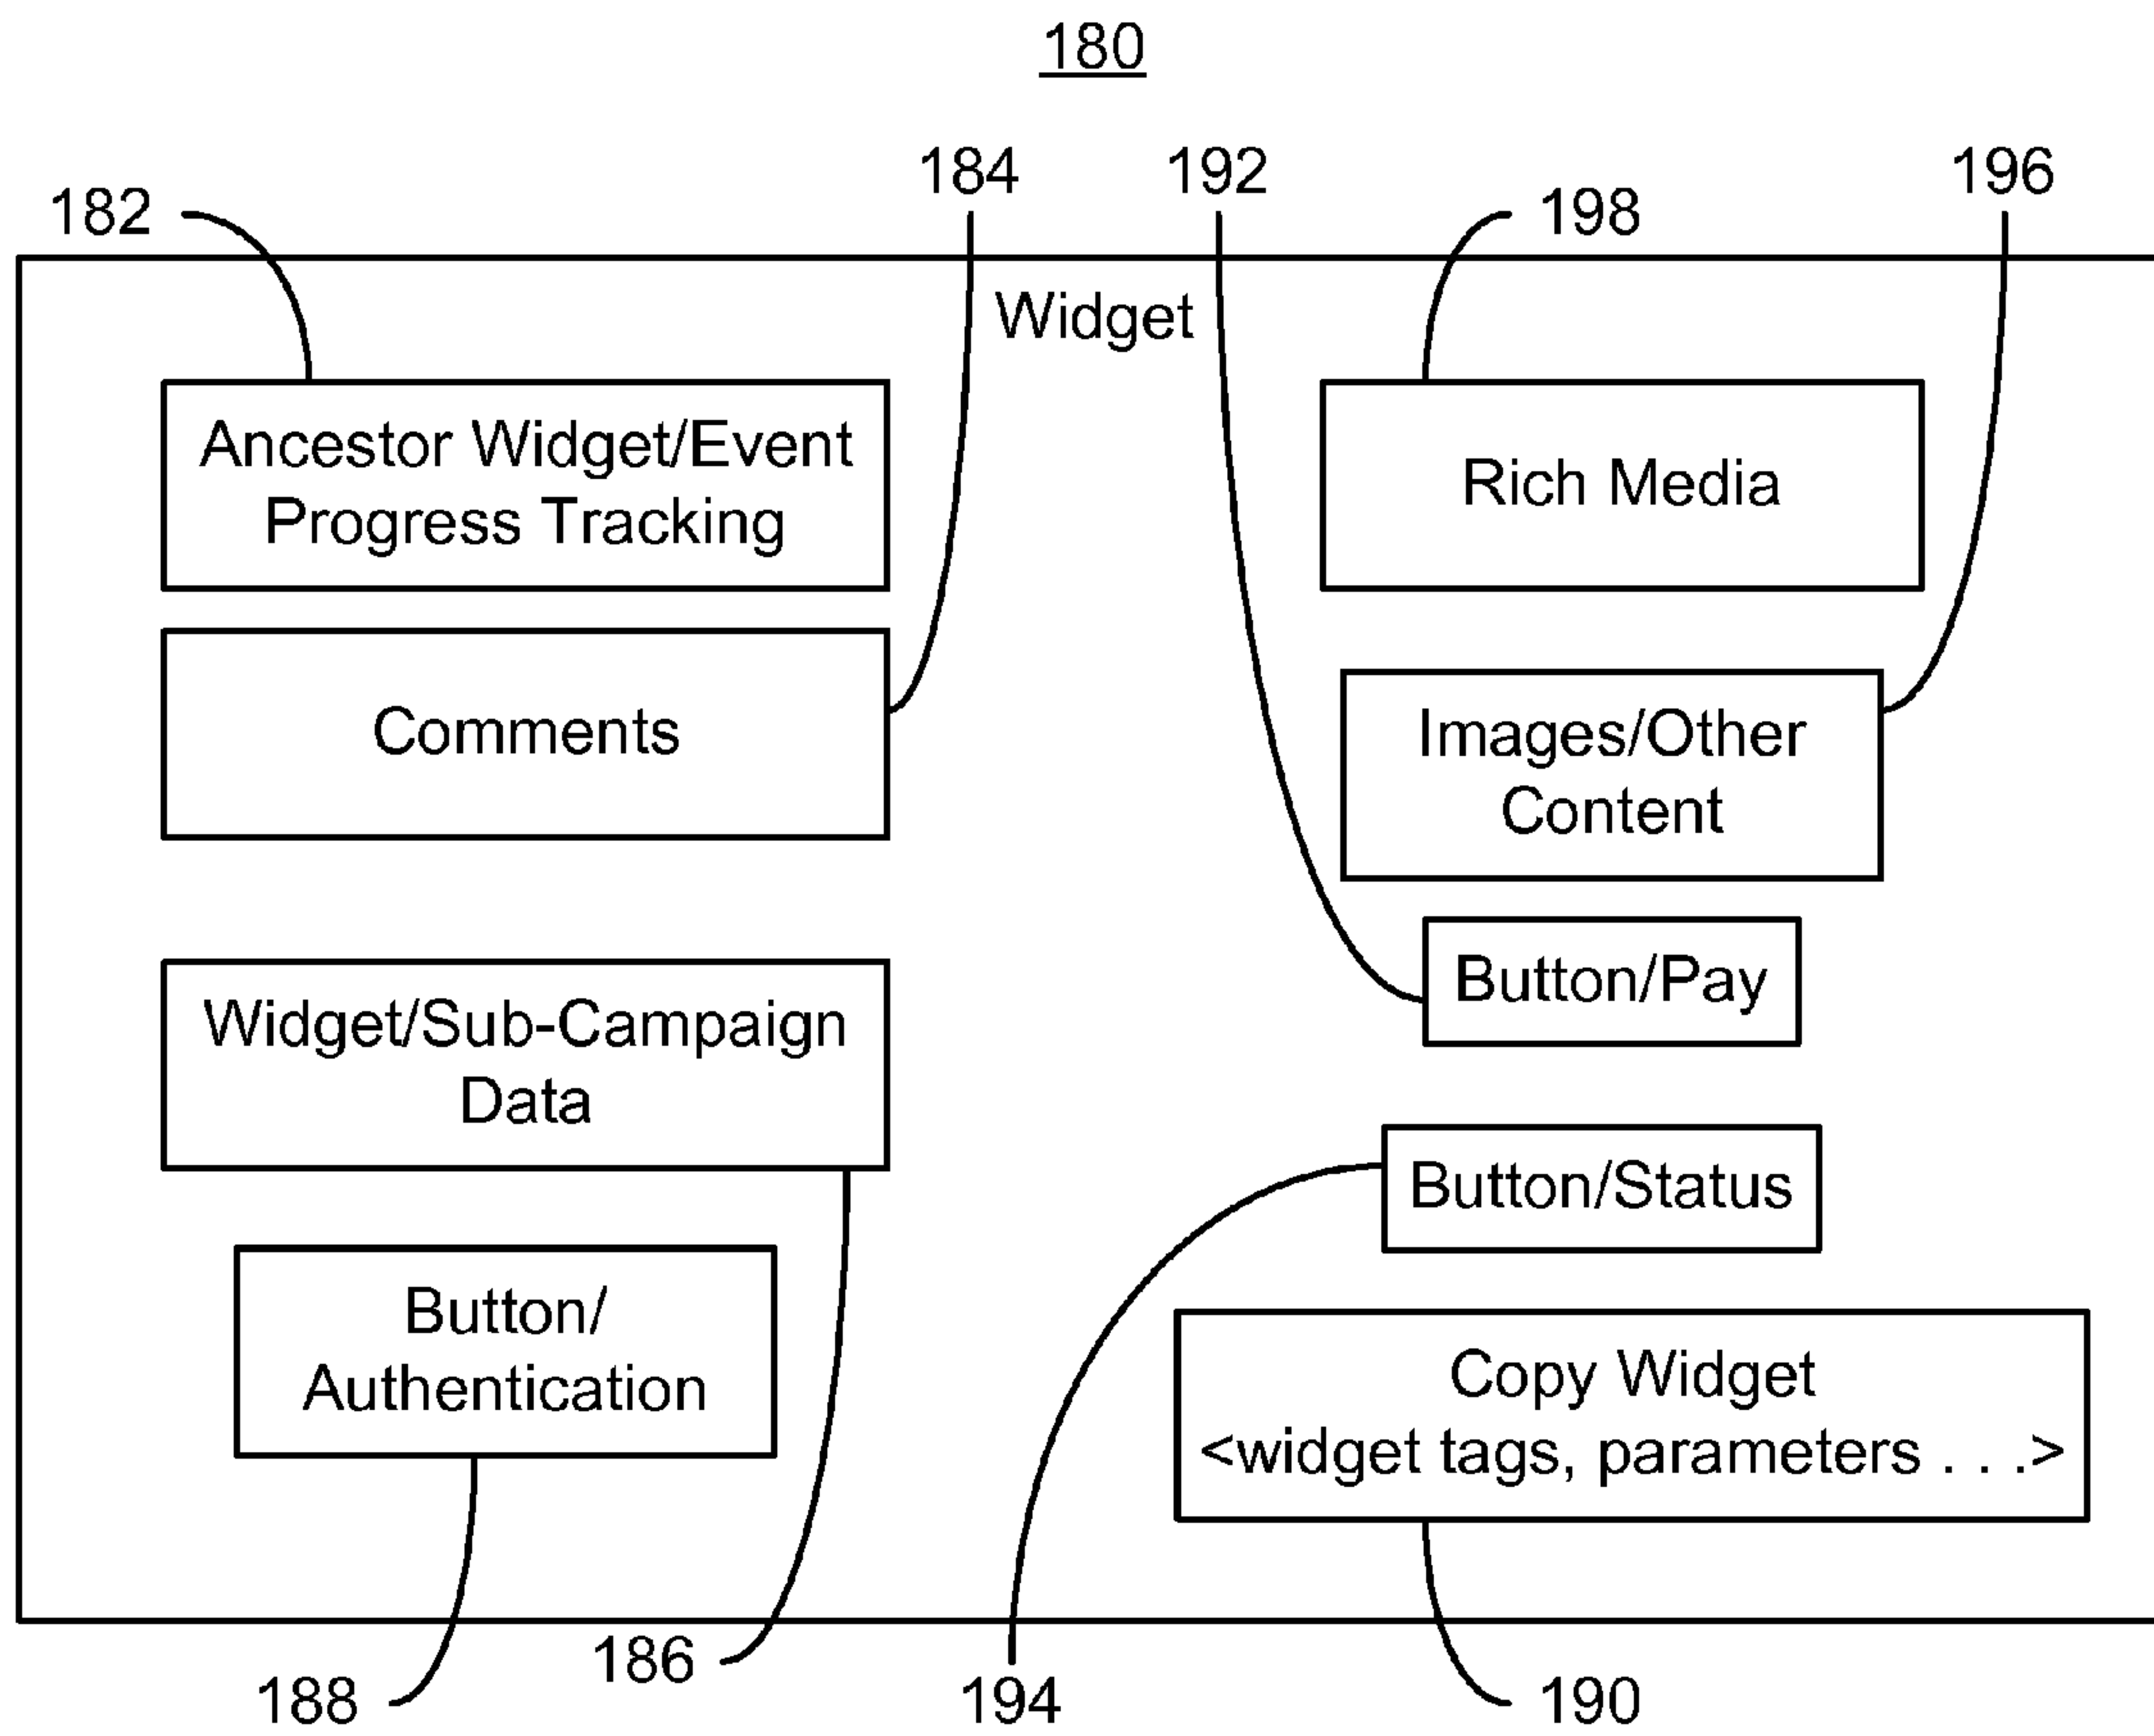 180
184
192
196
182
198
Widget
Ancestor Widget/Event
Progress Tracking
Rich Media
Comments
Images/Other
Content
Button/Pay
Widget/Sub-Campaign
Data
Button/Status
Button/
Authentication
Copy Widget
<widget tags, parameters . . .>
186
188
194
190